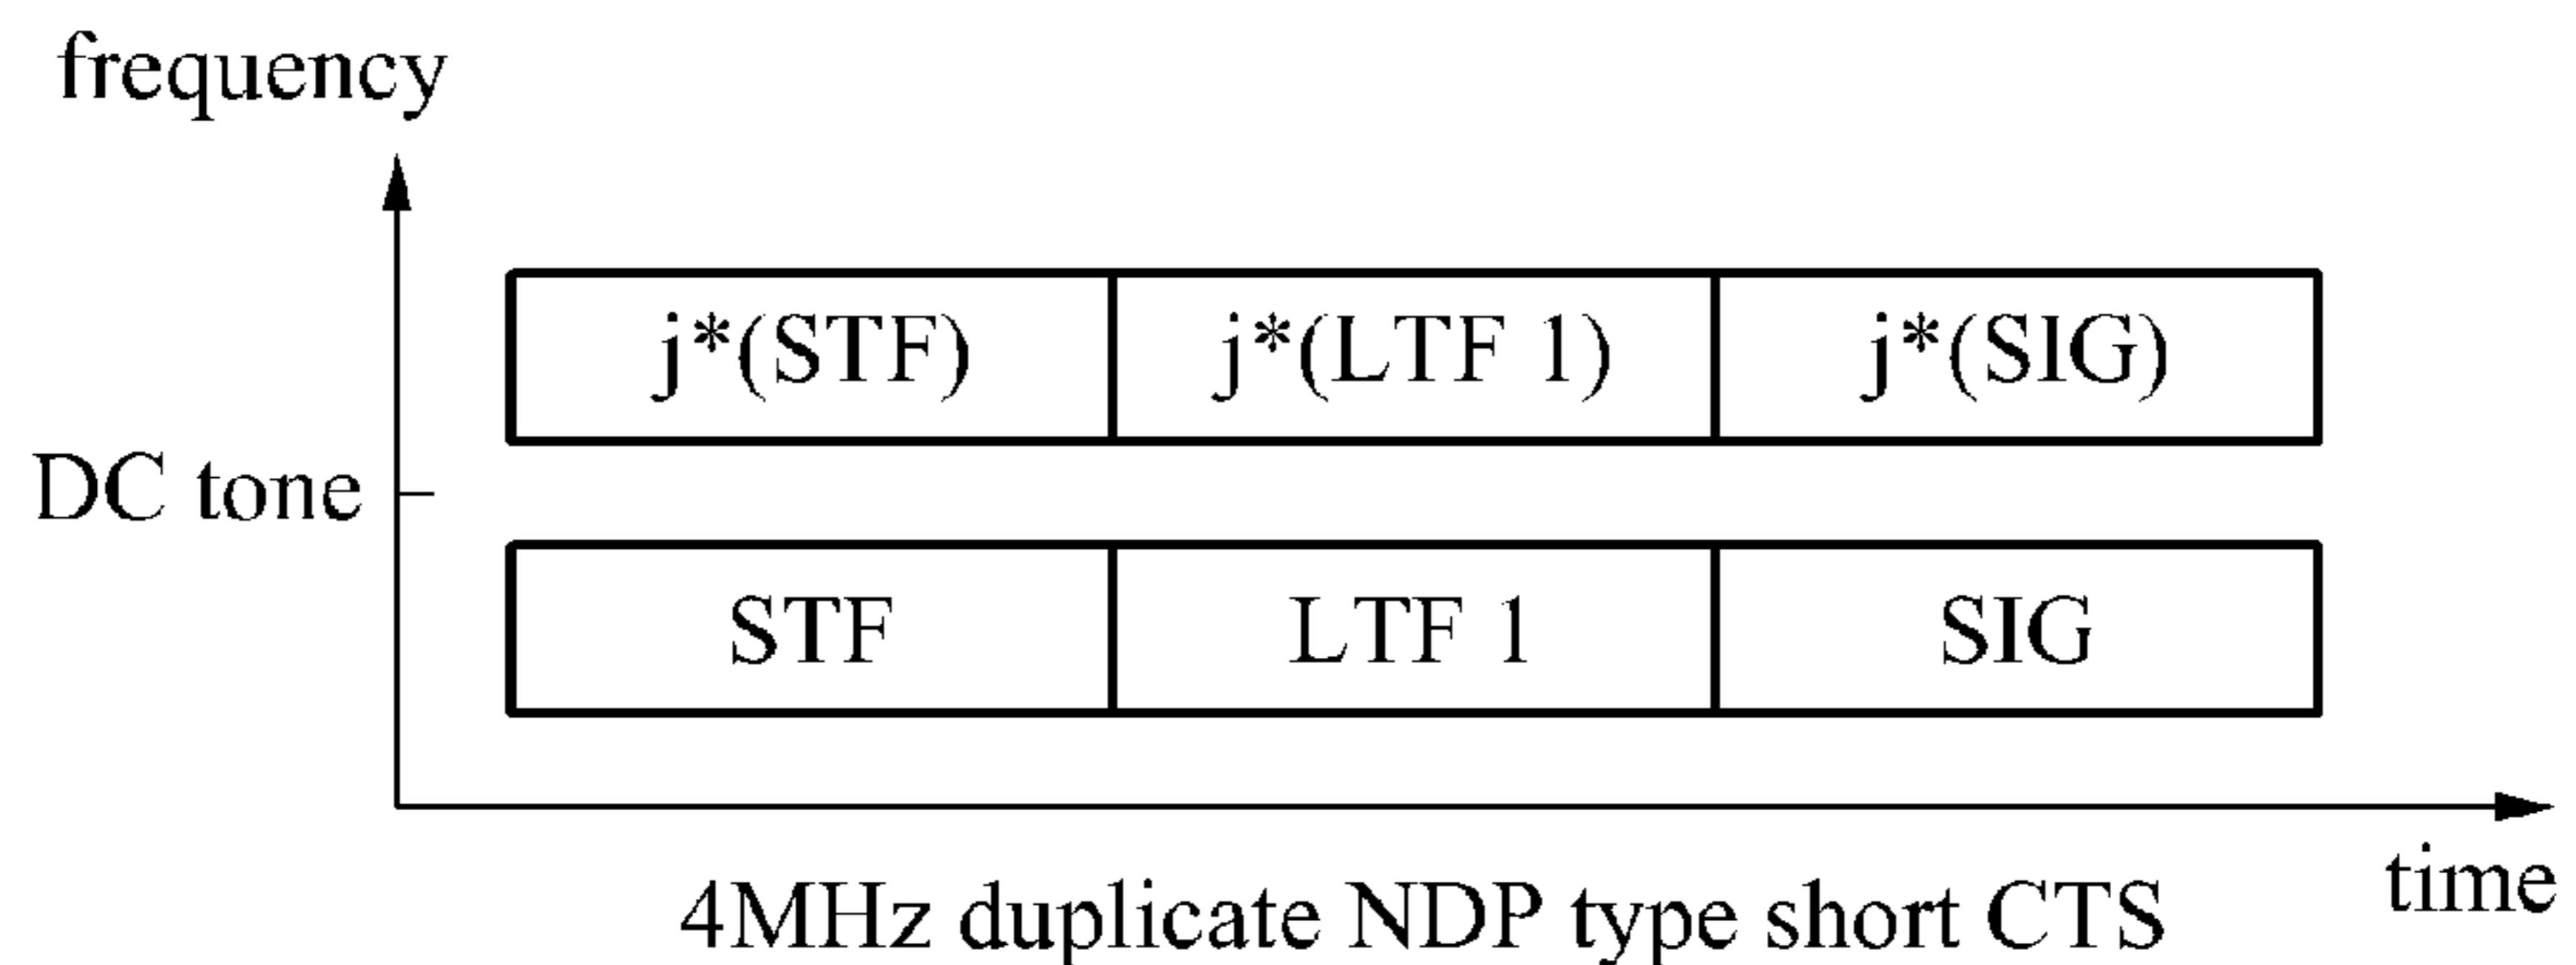 frequency
j*(STF) j*(LTF 1) j*(SIG)
DC tone
STF LTF 1 SIG
time
4MHz duplicate NDP type short CTS